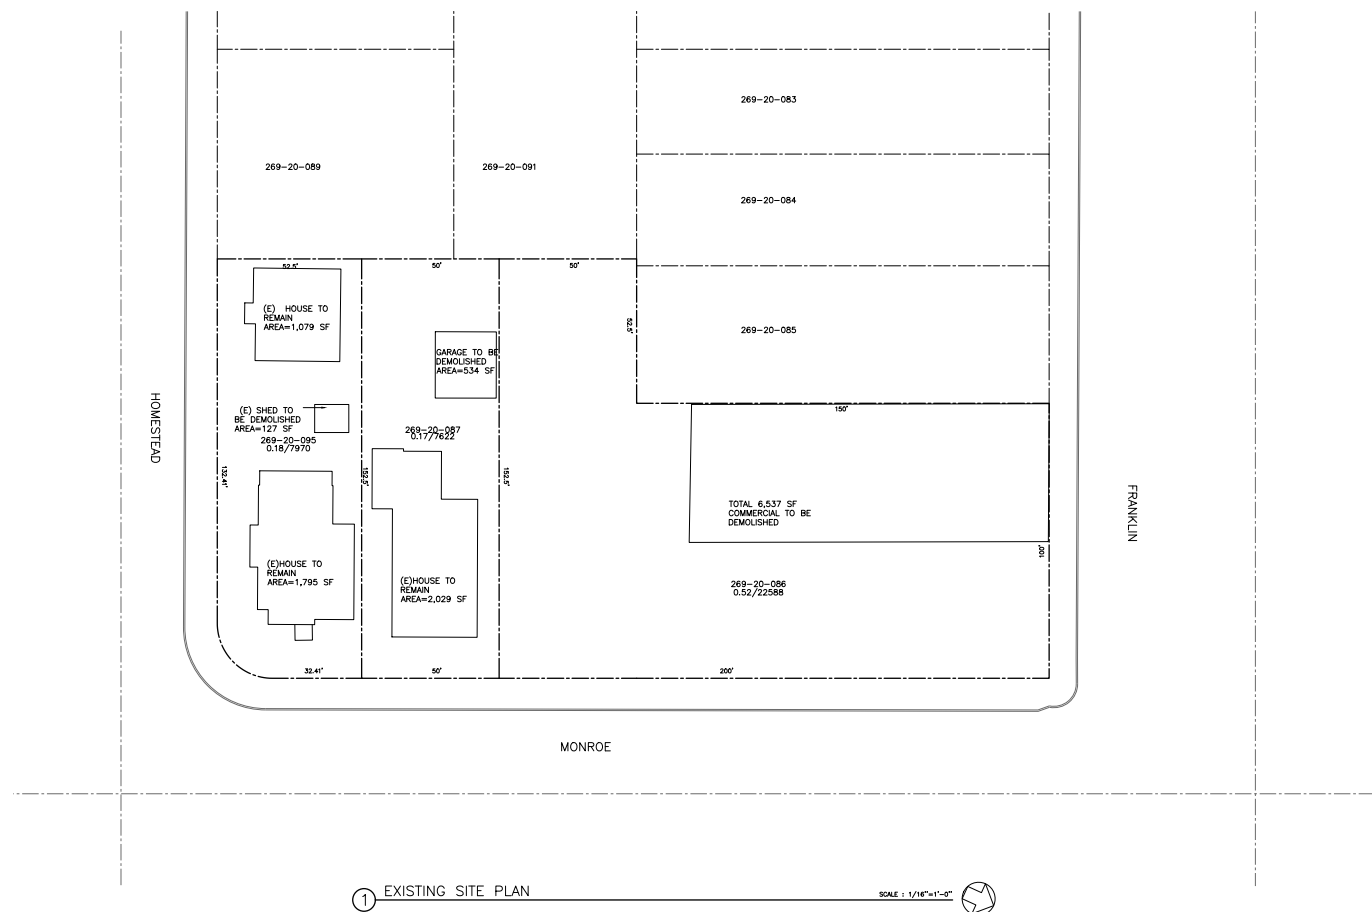 269-20-083
269-20-089
269-20-091
269-20-084
52.5'
50'
50'
(E) HOUSE TO
REMAIN
AREA=1,079 SF
52.5'
269-20-085
GARAGE TO BE
DEMOLISHED
AREA=534 SF
(E) SHED TO
BE DEMOLISHED
AREA=127 SF
269-20-095
0.18/7970
269-20-087
0.17/7622
150'
HOMESTEAD
132.41'
152.5'
152.5'
TOTAL 6,537 SF
COMMERCIAL TO BE
DEMOLISHED
FRANKLIN
100'
(E)HOUSE TO
REMAIN
AREA=1,795 SF
(E)HOUSE TO
REMAIN
AREA=2,029 SF
269-20-086
0.52/22588
32.41'
50'
200'
MONROE
1 EXISTING SITE PLAN
SCALE : 1/16"=1'-0"